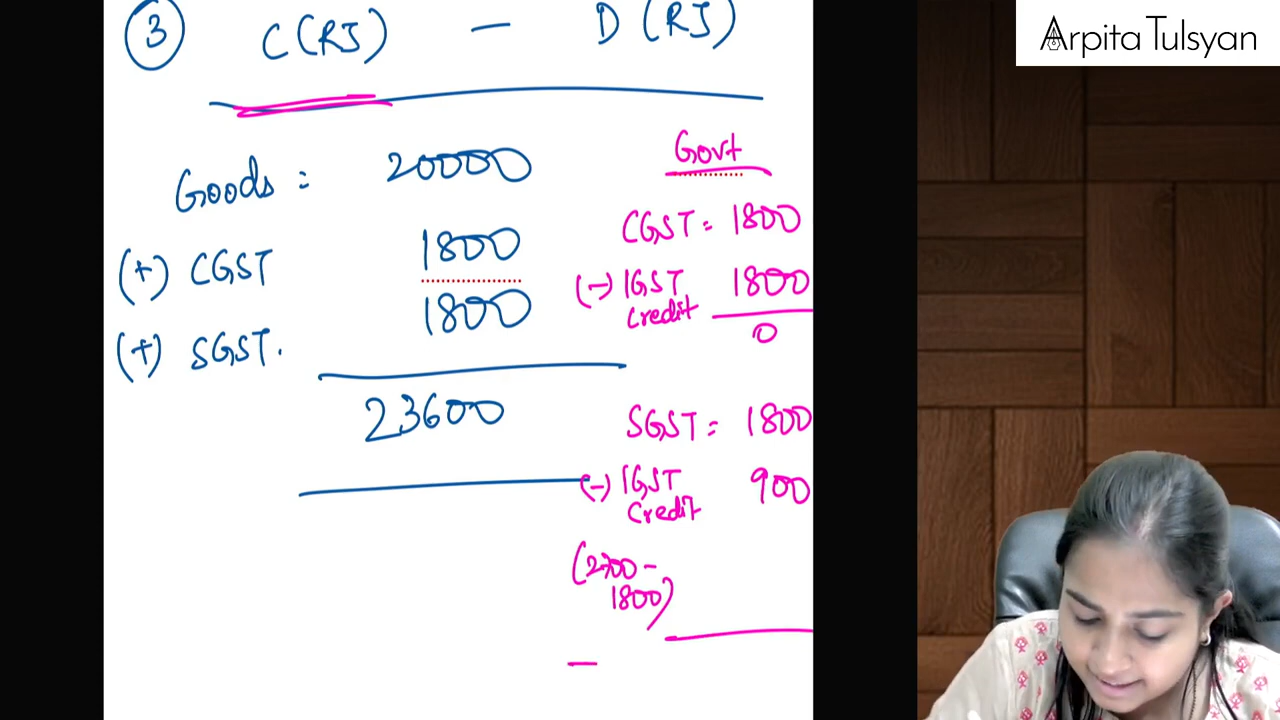 Arpita Tulsyan
3 C (RJ) — D (RJ)
Goods : 20000
(+) CGST 1800
(+) SGST. 1800
23600
Govt
CGST = 1800
(-) IGST Credit 1800
0
SGST = 1800
(-) IGST Credit 900
(2700 -
1800)